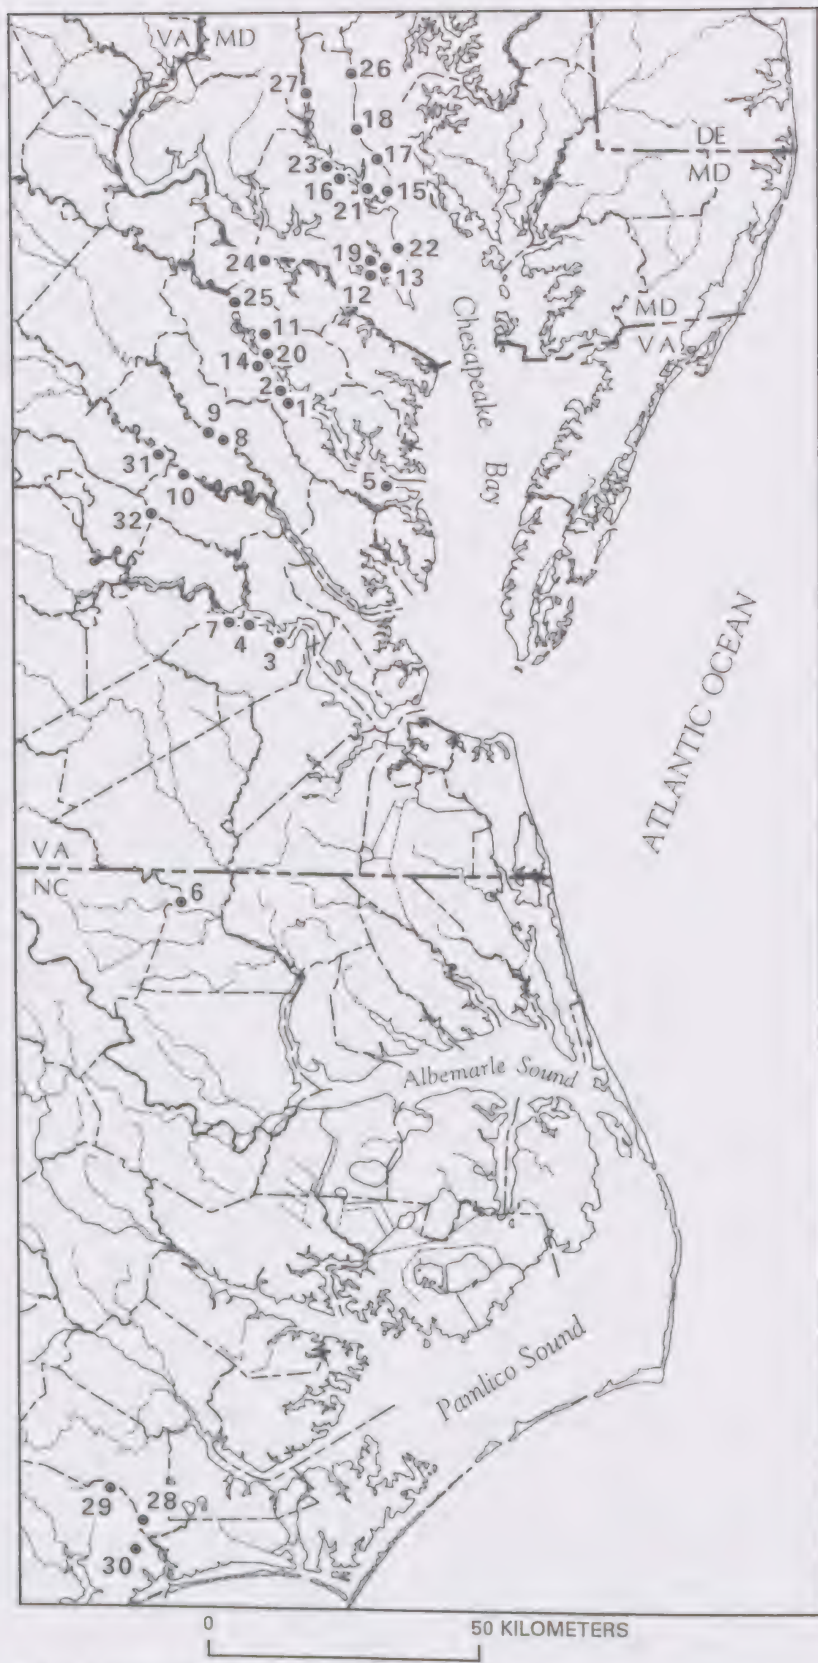 VA MD
26
27
18
DE
MD
17
23
16
15
21
22
19
24
13
12
25
MD
VA
11
20
14
2
1
Chesapeake Bay
9
8
31
10
5
32
7
4
3
ATLANTIC OCEAN
VA
NC
6
Albemarle Sound
Pamlico Sound
29
28
30
0 50 KILOMETERS